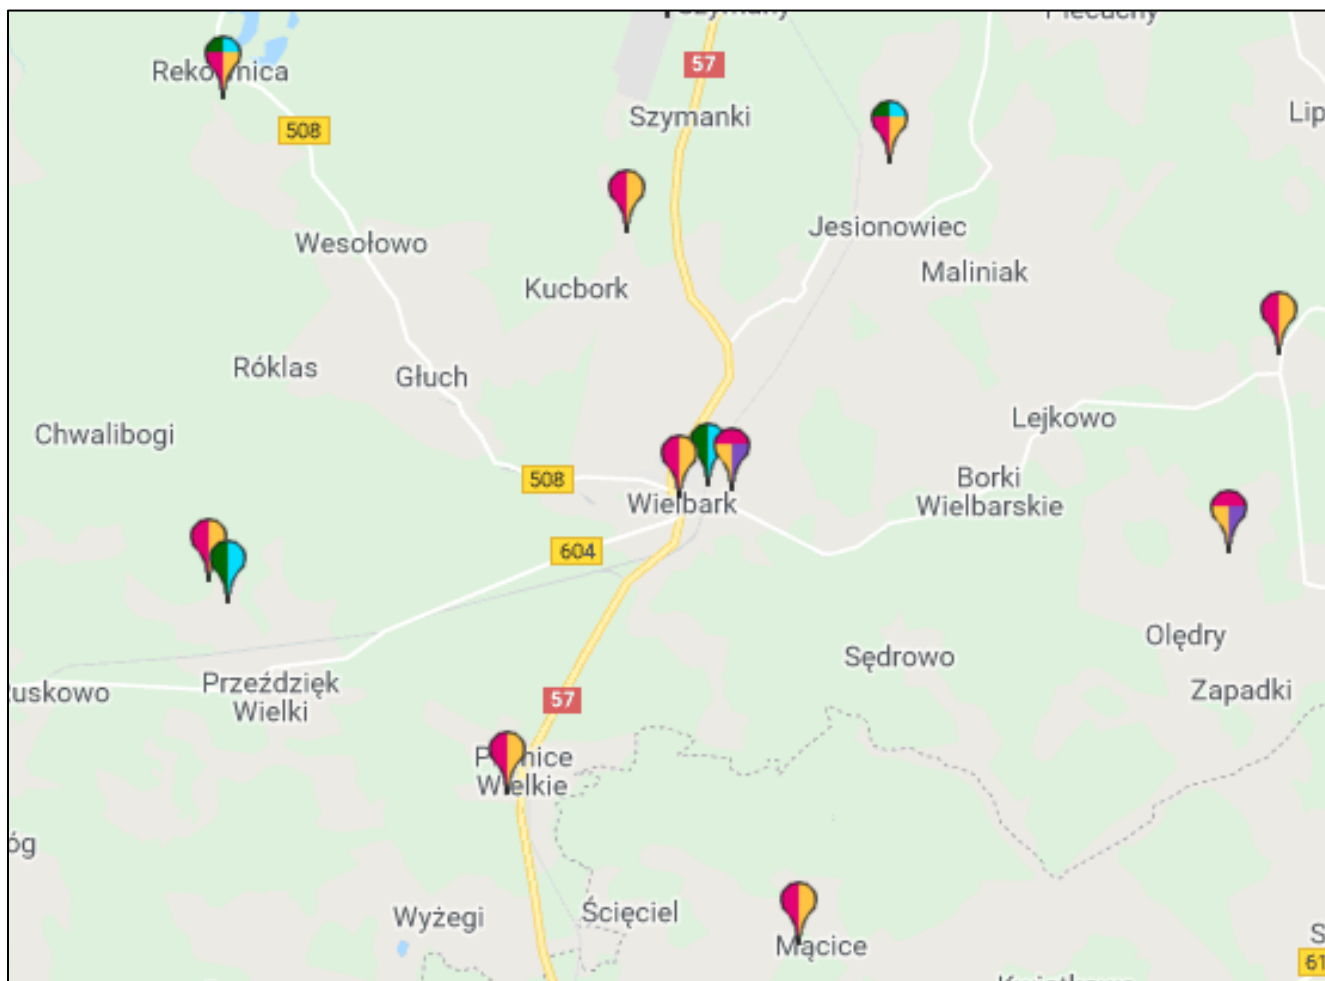 57
Rekownica
508
Szymanki
Jesionowiec
Wesołowo
Maliniak
Kucbork
Róklas
Głuch
Lejkowo
Chwalibogi
508
Borki
Wielbarskie
Wielbark
604
Olędry
Sędrowo
Zapadki
Przeździęk
Wielki
57
Wielkie
Wyżegi
Ścięciel
Mącice